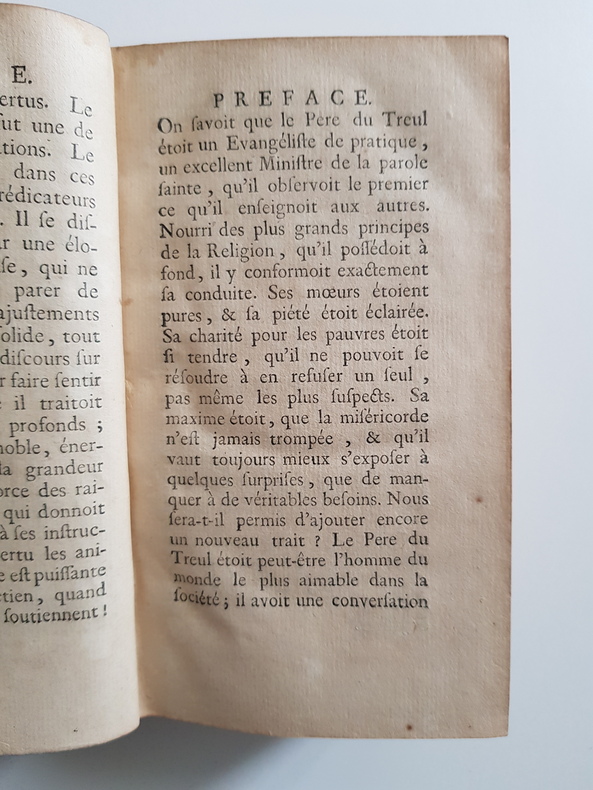 E.
ertus. Le
fut une de
tions. Le
dans ces
rédicateurs
. Il ſe diſ-
ar une élo-
ſe, qui ne
parer de
ajuſtements
ſolide, tout
diſcours ſur
r faire ſentir
il traitoit
profonds ;
noble, éner-
la grandeur
orce des rai-
qui donnoit
à ſes inſtruc-
ertu les ani-
e eſt puiſſante
étien, quand
ſoutiennent !
PREFACE.
On ſavoit que le Pere du Treul
étoit un Evangéliſte de pratique,
un excellent Miniſtre de la parole
ſainte, qu'il obſervoit le premier
ce qu'il enſeignoit aux autres.
Nourri des plus grands principes
de la Religion, qu'il poſſédoit à
fond, il y conformoit exactement
ſa conduite. Ses mœurs étoient
pures, & ſa piété étoit éclairée.
Sa charité pour les pauvres étoit
ſi tendre, qu'il ne pouvoit ſe
réſoudre à en refuſer un ſeul,
pas même les plus ſuſpects. Sa
maxime étoit, que la miſéricorde
n'eſt jamais trompée, & qu'il
vaut toujours mieux s'expoſer à
quelques ſurpriſes, que de man-
quer à de véritables beſoins. Nous
ſera-t-il permis d'ajouter encore
un nouveau trait ? Le Pere du
Treul étoit peut-être l'homme du
monde le plus aimable dans la
ſociété ; il avoit une converſation